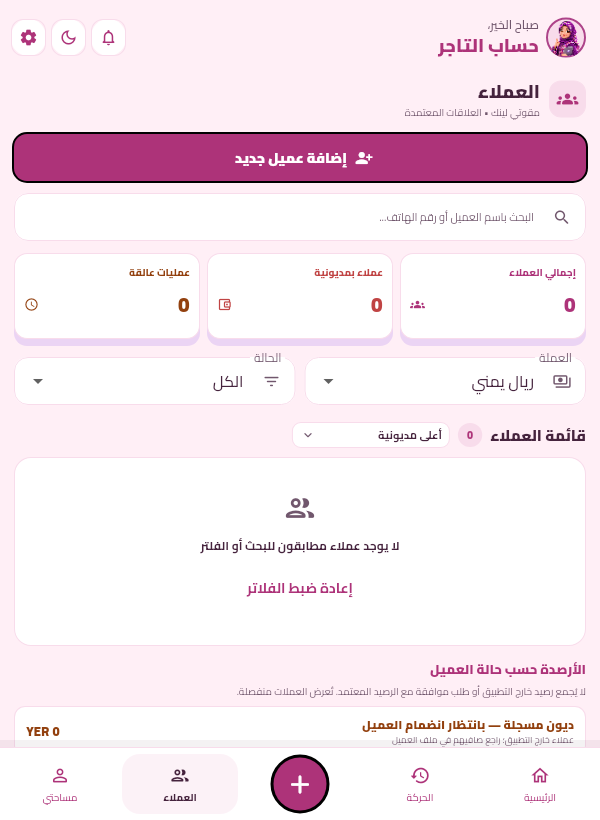 صباح الخير،
حساب التاجر
العملاء
مقوتي لينك • العلاقات المعتمدة
إضافة عميل جديد
البحث باسم العميل أو رقم الهاتف...
إجمالي العملاء
0
عملاء بمديونية
0
عمليات عالقة
0
العملة
ريال يمني
الحالة
الكل
قائمة العملاء
0
أعلى مديونية
لا يوجد عملاء مطابقون للبحث أو الفلتر
إعادة ضبط الفلاتر
الأرصدة حسب حالة العميل
لا يُجمع رصيد خارج التطبيق أو طلب موافقة مع الرصيد المعتمد. تُعرض العملات منفصلة.
ديون مسجلة — بانتظار انضمام العميل
YER 0
عملاء خارج التطبيق؛ راجع صافيهم في ملف العميل
الرئيسية
الحركة
العملاء
مساحتي